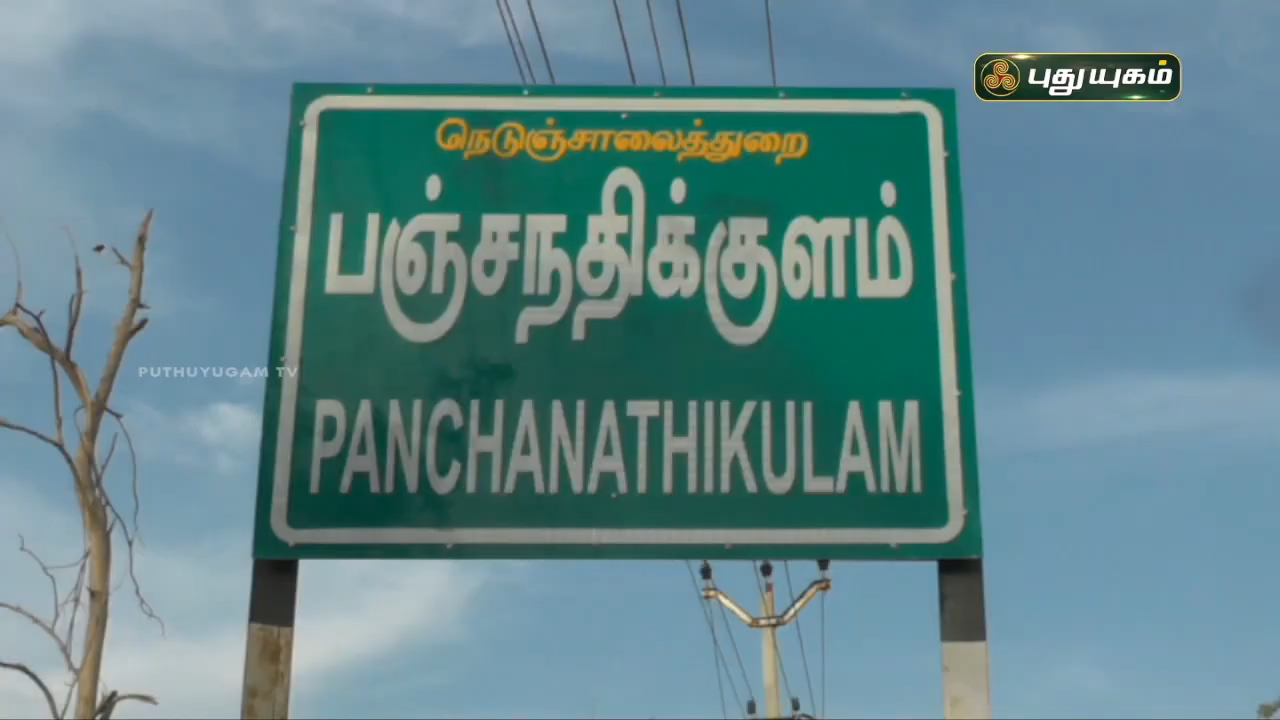 புதுயுகம்
நெடுஞ்சாலைத்துறை
பஞ்சநதிக்குளம்
PUTHUYUGAM TV
PANCHANATHIKULAM